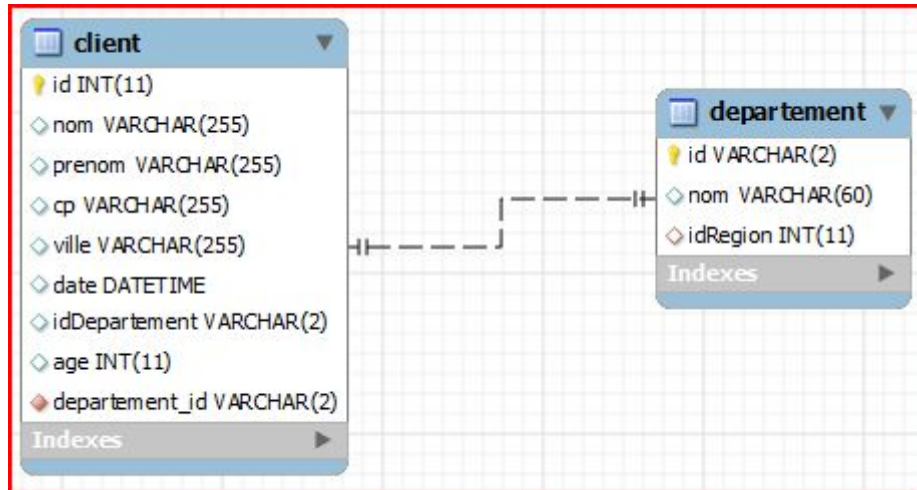 client
id INT(11)
nom VARCHAR(255)
prenom VARCHAR(255)
cp VARCHAR(255)
ville VARCHAR(255)
date DATETIME
idDepartement VARCHAR(2)
age INT(11)
departement_id VARCHAR(2)
Indexes
departement
id VARCHAR(2)
nom VARCHAR(60)
idRegion INT(11)
Indexes